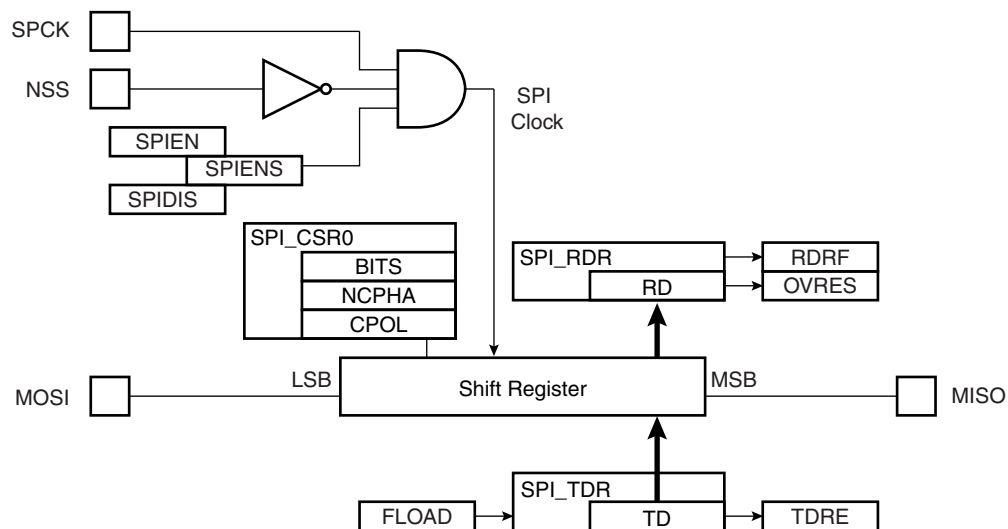 SPCK
NSS
SPI
Clock
SPIEN
SPIENS
SPIDIS
SPI_CSR0
BITS
NCPHA
CPOL
SPI_RDR
RD
RDRF
OVRES
MOSI
LSB
Shift Register
MSB
MISO
FLOAD
SPI_TDR
TD
TDRE